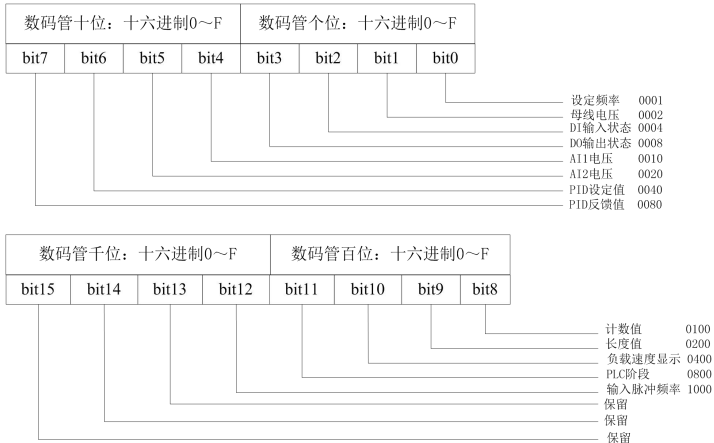 数码管十位：十六进制0～F 数码管个位：十六进制0～F
bit7 bit6 bit5 bit4 bit3 bit2 bit1 bit0
设定频率 0001
母线电压 0002
DI输入状态 0004
DO输出状态 0008
AI1电压 0010
AI2电压 0020
PID设定值 0040
PID反馈值 0080
数码管千位：十六进制0～F 数码管百位：十六进制0～F
bit15 bit14 bit13 bit12 bit11 bit10 bit9 bit8
计数值 0100
长度值 0200
负载速度显示 0400
PLC阶段 0800
输入脉冲频率 1000
保留
保留
保留